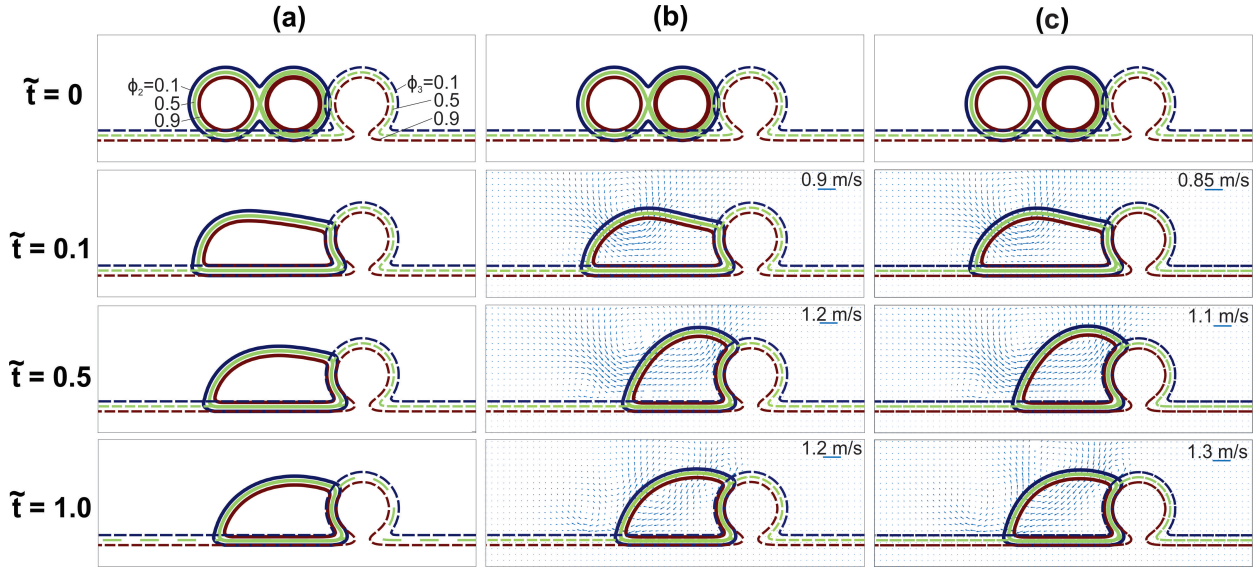 (a) (b) (c)
t̃ = 0
ϕ₂=0.1
0.5
0.9
ϕ₃=0.1
0.5
0.9
t̃ = 0.1
0.9 m/s
0.85 m/s
t̃ = 0.5
1.2 m/s
1.1 m/s
t̃ = 1.0
1.2 m/s
1.3 m/s